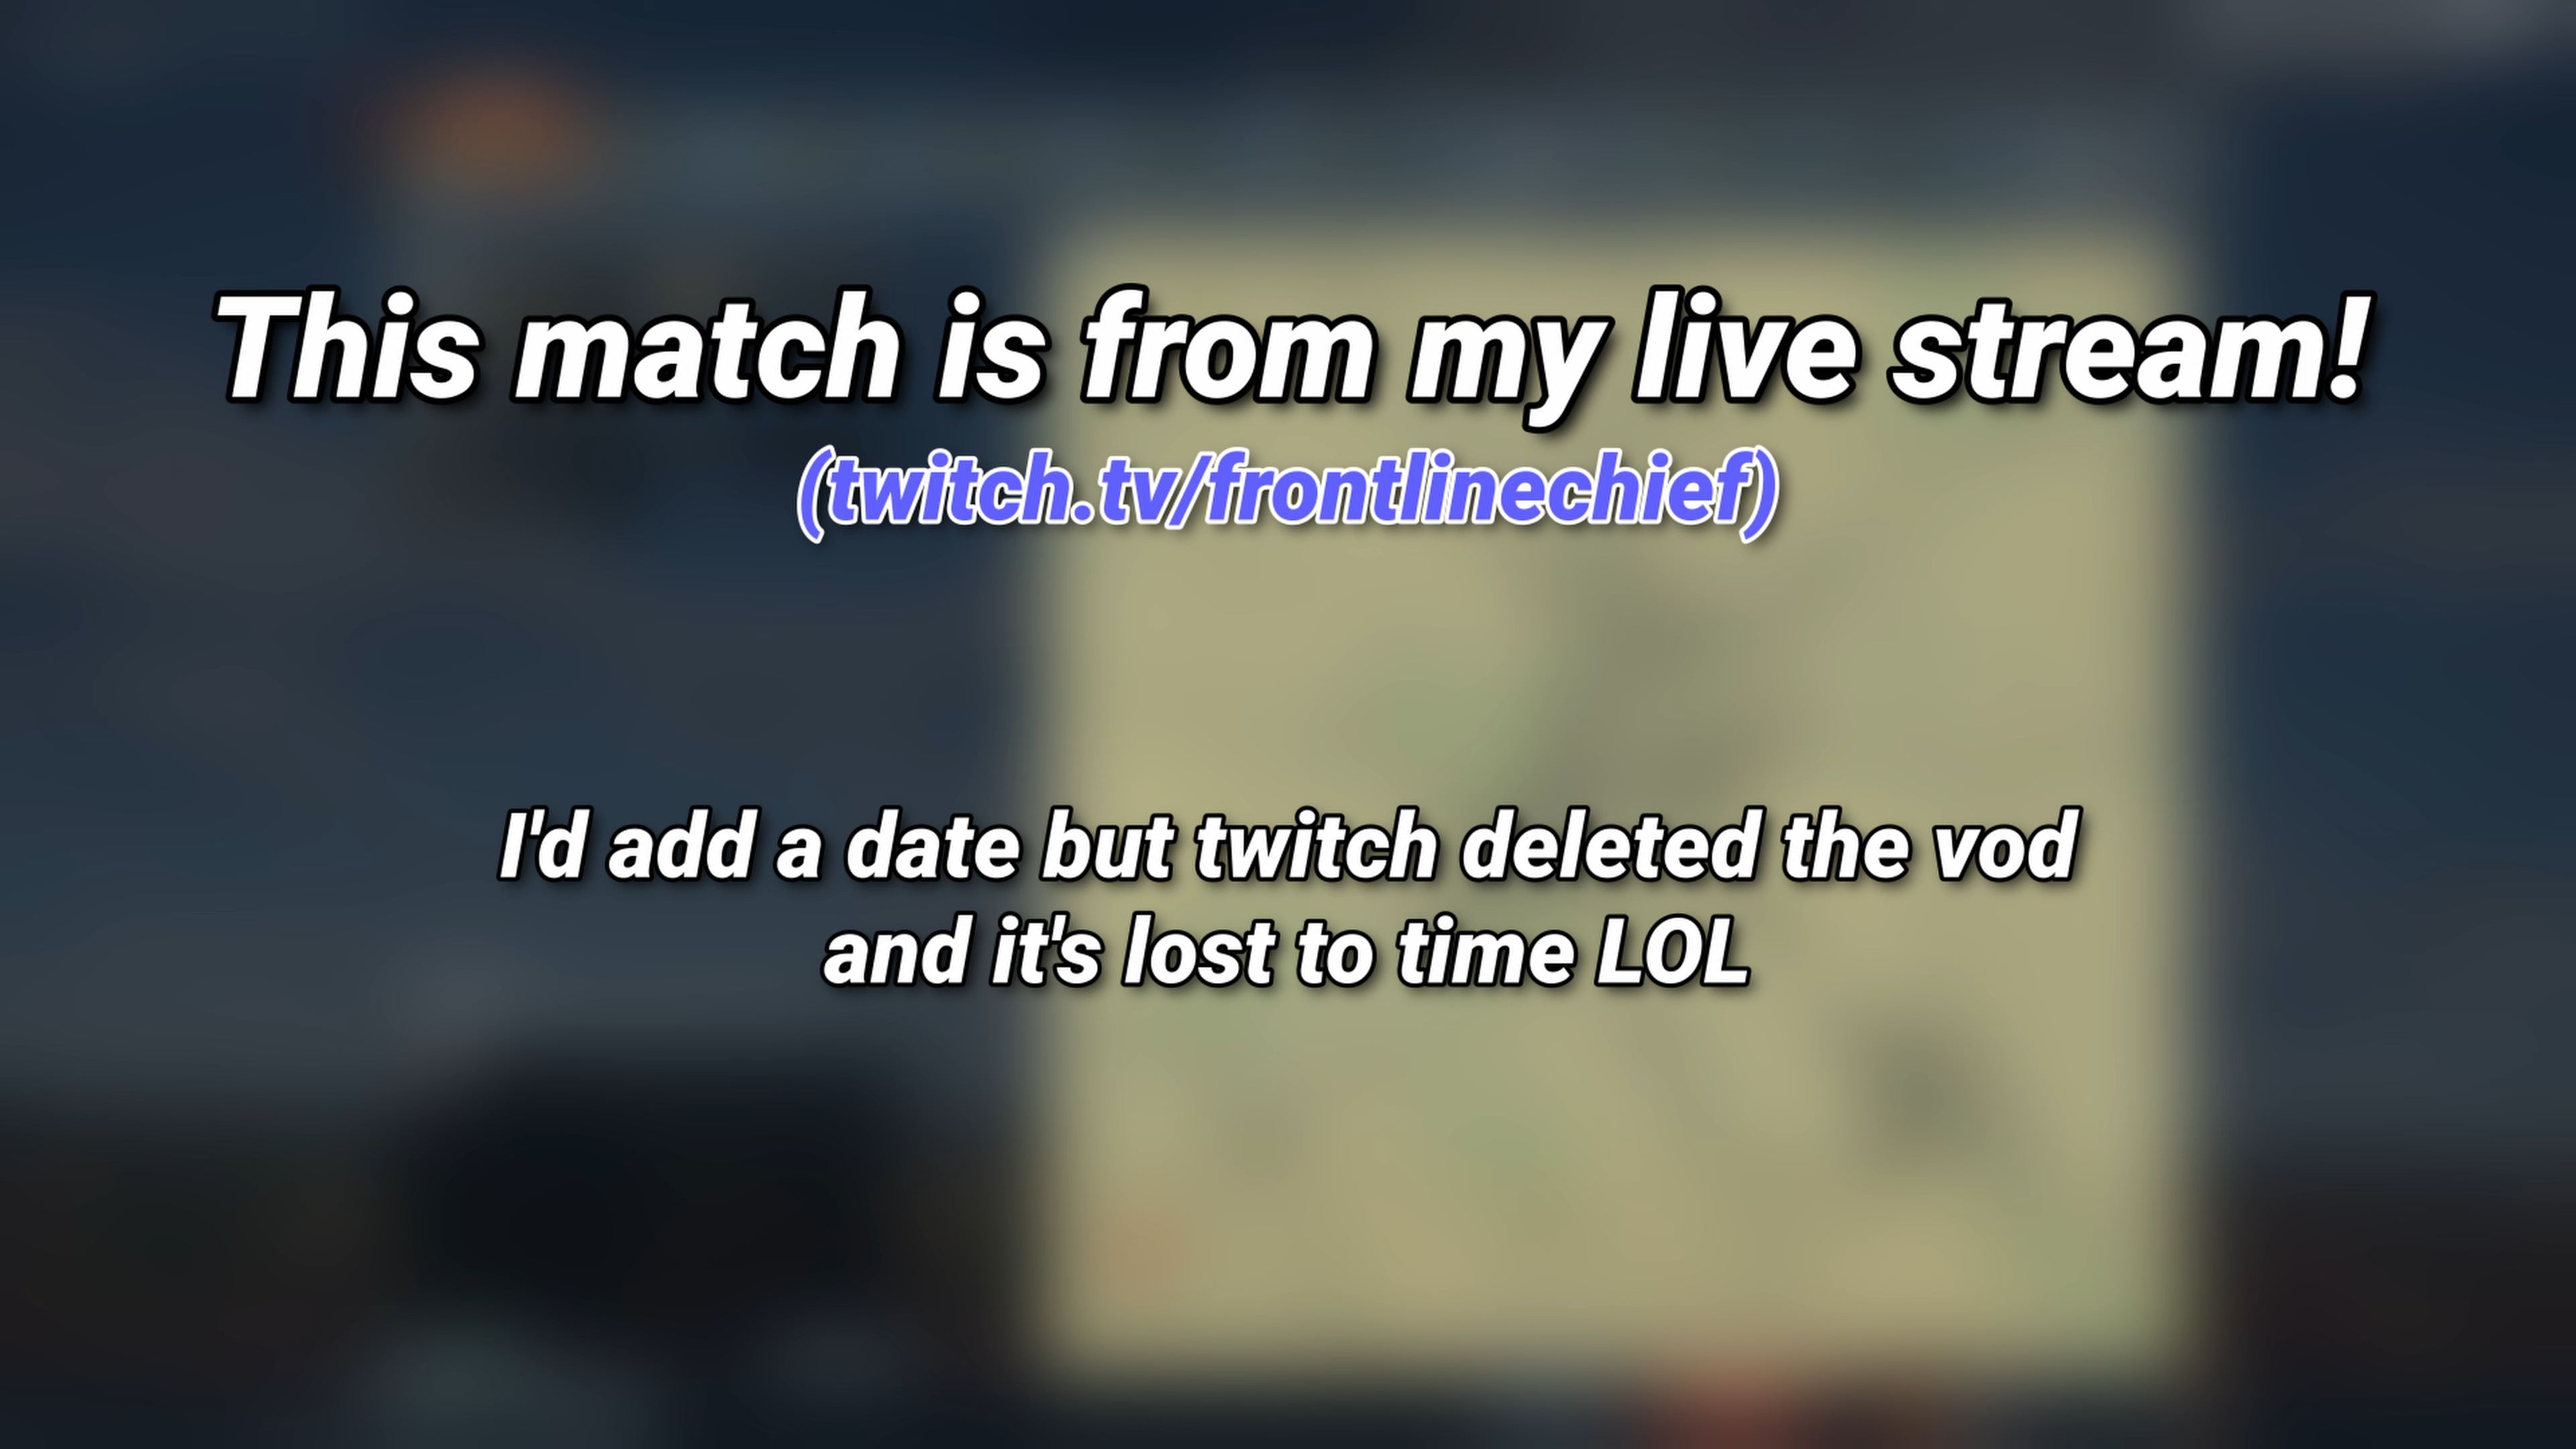 This match is from my live stream!
(twitch.tv/frontlinechief)
I'd add a date but twitch deleted the vod
and it's lost to time LOL